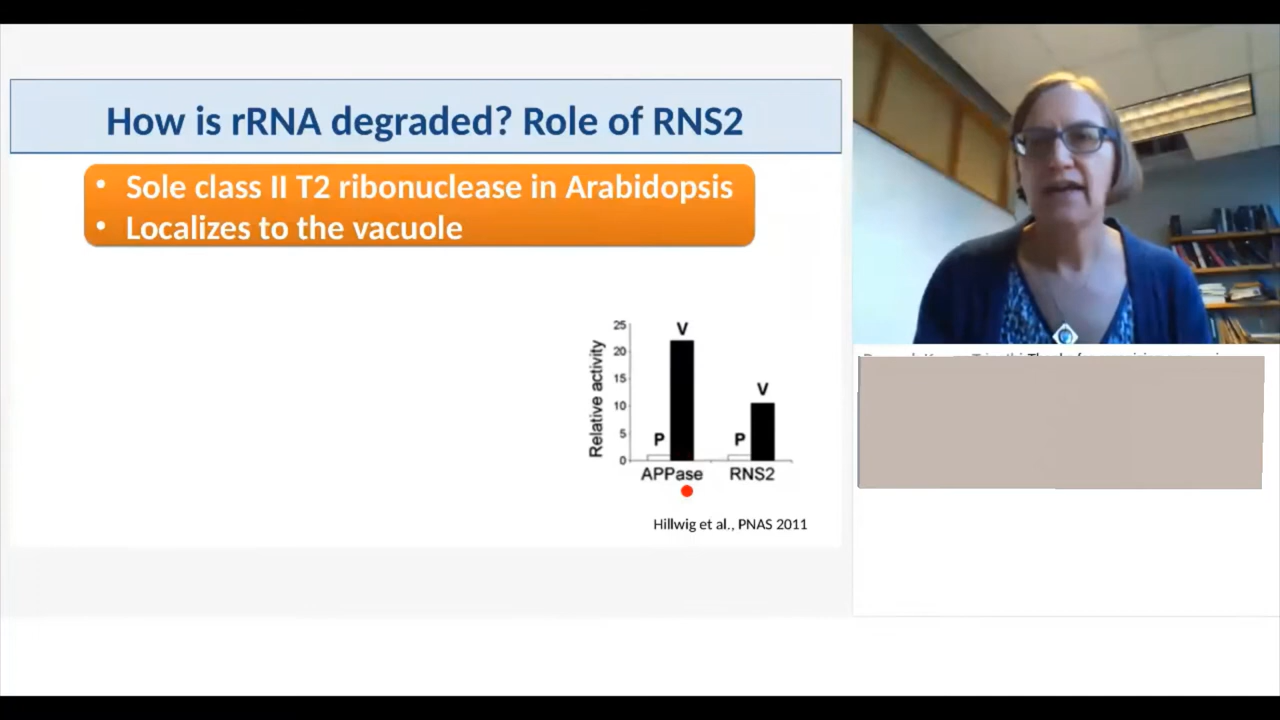 How is rRNA degraded? Role of RNS2
• Sole class II T2 ribonuclease in Arabidopsis
• Localizes to the vacuole
Relative activity
25
20
15
10
5
0
V
P
V
P
APPase
RNS2
Hillwig et al., PNAS 2011